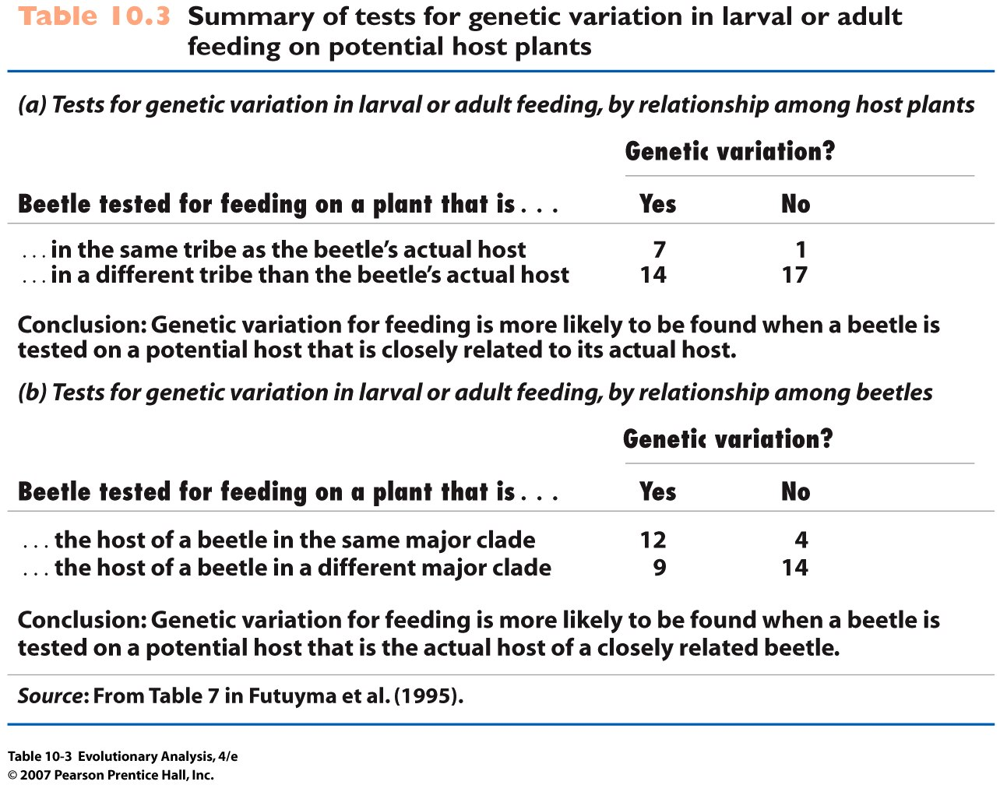 Table 10.3 Summary of tests for genetic variation in larval or adult
feeding on potential host plants
(a) Tests for genetic variation in larval or adult feeding, by relationship among host plants
Genetic variation?
Beetle tested for feeding on a plant that is . . . Yes No
. . . in the same tribe as the beetle’s actual host 7 1
. . . in a different tribe than the beetle’s actual host 14 17
Conclusion: Genetic variation for feeding is more likely to be found when a beetle is
tested on a potential host that is closely related to its actual host.
(b) Tests for genetic variation in larval or adult feeding, by relationship among beetles
Genetic variation?
Beetle tested for feeding on a plant that is . . . Yes No
. . . the host of a beetle in the same major clade 12 4
. . . the host of a beetle in a different major clade 9 14
Conclusion: Genetic variation for feeding is more likely to be found when a beetle is
tested on a potential host that is the actual host of a closely related beetle.
Source: From Table 7 in Futuyma et al. (1995).
Table 10-3 Evolutionary Analysis, 4/e
© 2007 Pearson Prentice Hall, Inc.